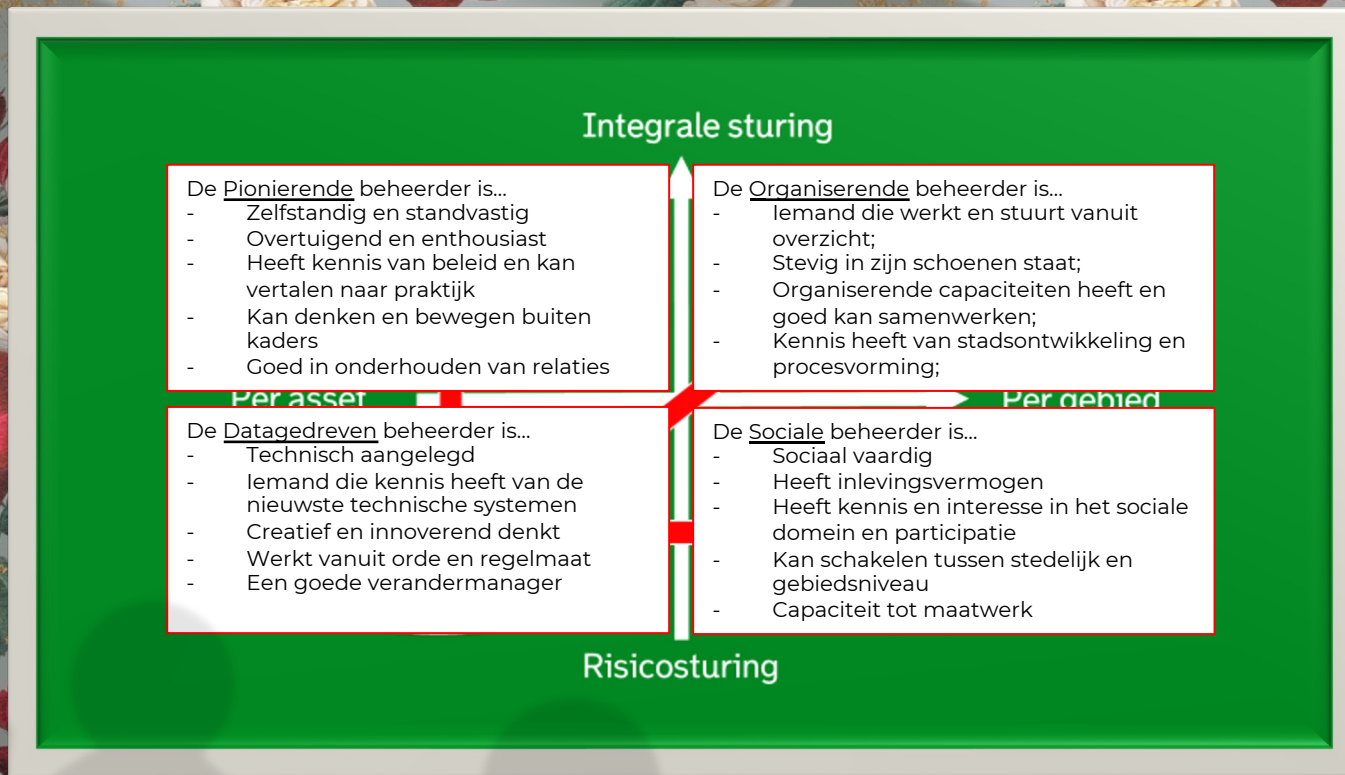 Integrale sturing
De Pionierende beheerder is...
- Zelfstandig en standvastig
- Overtuigend en enthousiast
- Heeft kennis van beleid en kan
vertalen naar praktijk
- Kan denken en bewegen buiten
kaders
- Goed in onderhouden van relaties
De Organiserende beheerder is...
- Iemand die werkt en stuurt vanuit
overzicht;
- Stevig in zijn schoenen staat;
- Organiserende capaciteiten heeft en
goed kan samenwerken;
- Kennis heeft van stadsontwikkeling en
procesvorming;
Per asset
Per gebied
De Datagedreven beheerder is...
- Technisch aangelegd
- Iemand die kennis heeft van de
nieuwste technische systemen
- Creatief en innoverend denkt
- Werkt vanuit orde en regelmaat
- Een goede verandermanager
De Sociale beheerder is...
- Sociaal vaardig
- Heeft inlevingsvermogen
- Heeft kennis en interesse in het sociale
domein en participatie
- Kan schakelen tussen stedelijk en
gebiedsniveau
- Capaciteit tot maatwerk
Risicosturing